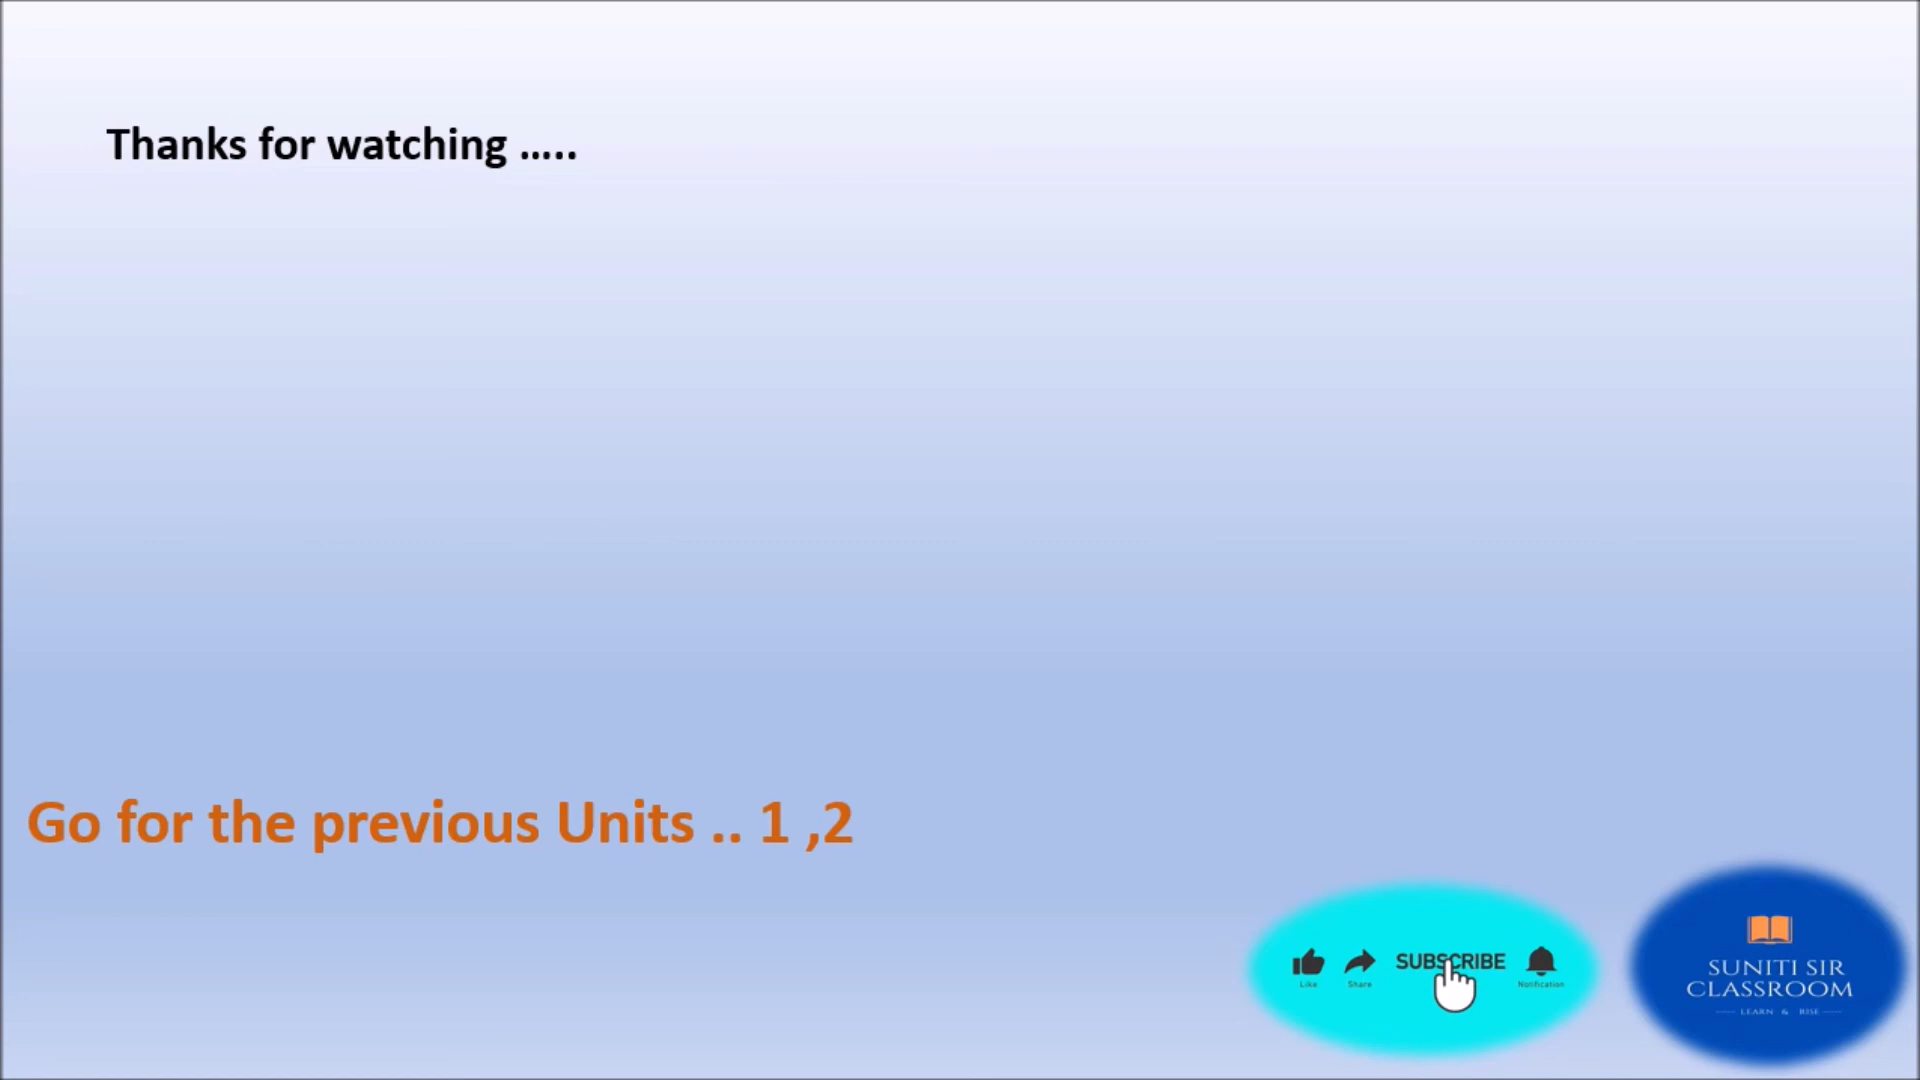 Thanks for watching .....
Go for the previous Units .. 1 ,2
Like Share SUBSCRIBE Notification
SUNITI SIR
CLASSROOM
LEARN & RISE